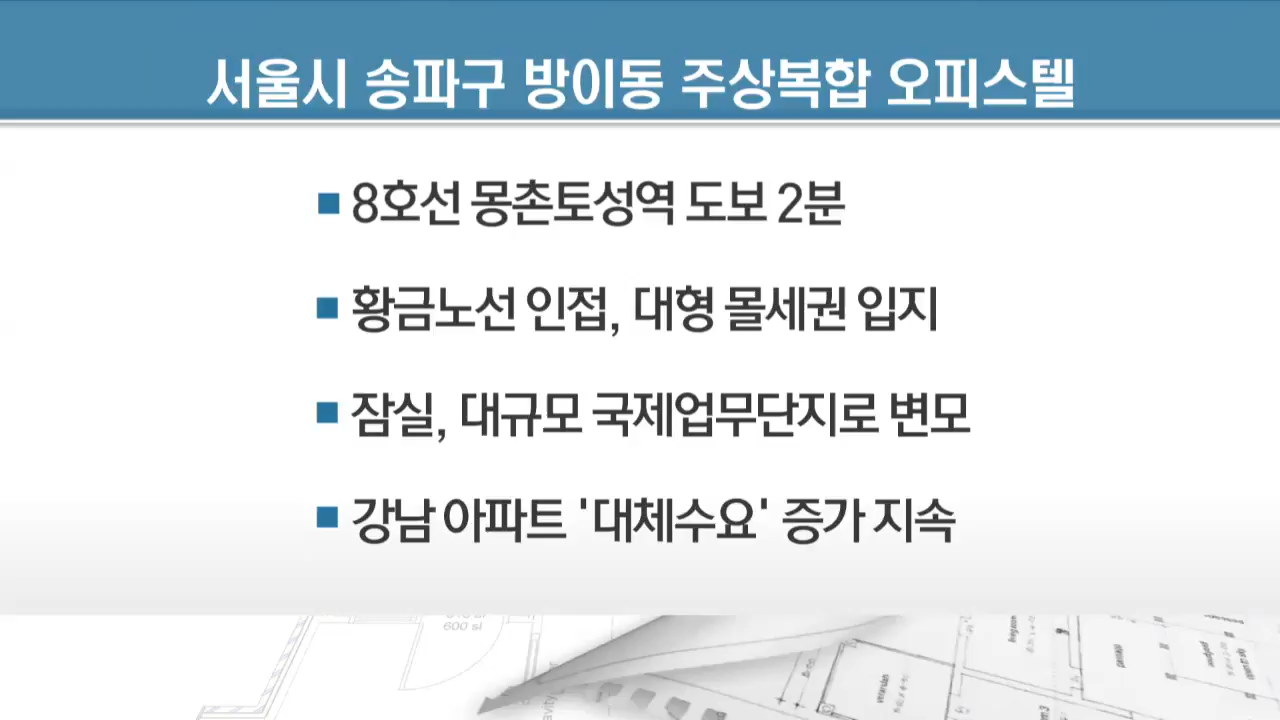 서울시 송파구 방이동 주상복합 오피스텔
8호선 몽촌토성역 도보 2분
황금노선 인접, 대형 몰세권 입지
잠실, 대규모 국제업무단지로 변모
강남 아파트 '대체수요' 증가 지속
600 sl